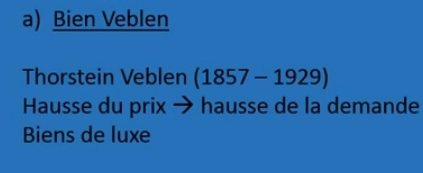 a) Bien Veblen
Thorstein Veblen (1857 – 1929)
Hausse du prix → hausse de la demande
Biens de luxe